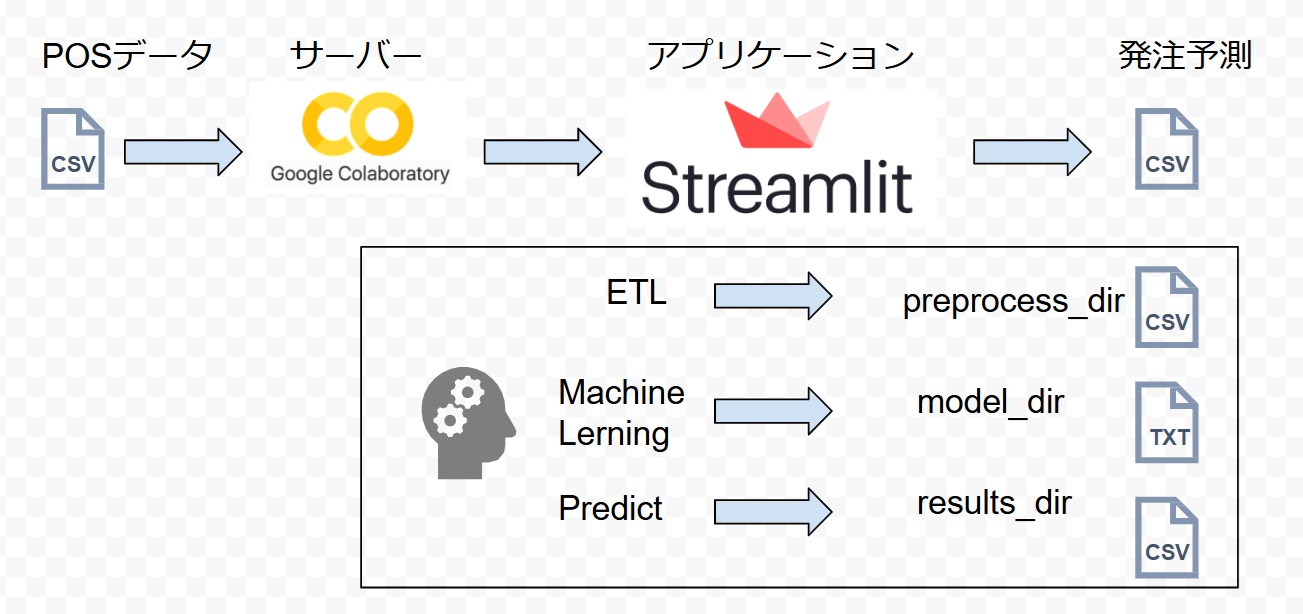 POSデータ
サーバー
アプリケーション
発注予測
CSV
Google Colaboratory
Streamlit
CSV
ETL
preprocess_dir
CSV
Machine
Lerning
model_dir
TXT
Predict
results_dir
CSV